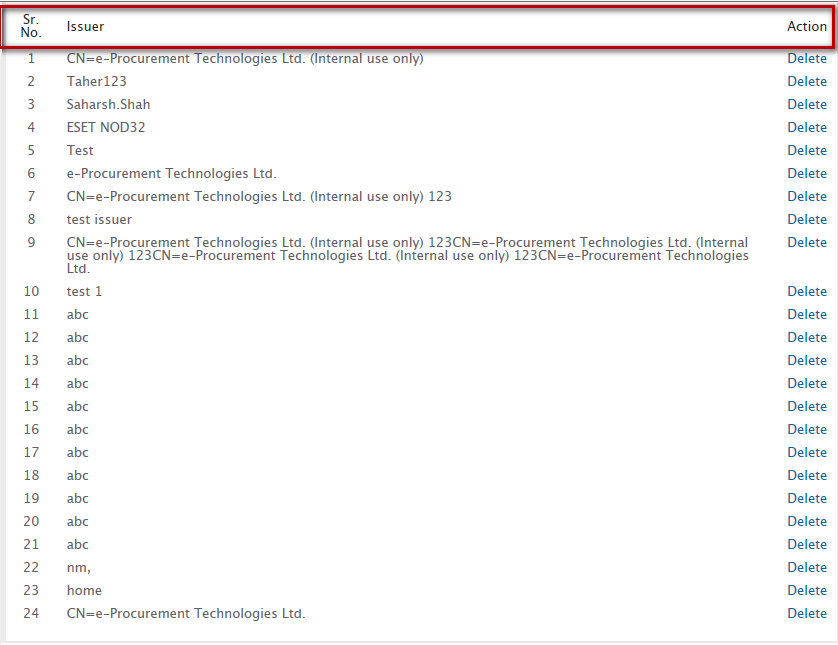 Sr. No. Issuer Action
1 CN=e-Procurement Technologies Ltd. (Internal use only) Delete
2 Taher123 Delete
3 Saharsh.Shah Delete
4 ESET NOD32 Delete
5 Test Delete
6 e-Procurement Technologies Ltd. Delete
7 CN=e-Procurement Technologies Ltd. (Internal use only) 123 Delete
8 test issuer Delete
9 CN=e-Procurement Technologies Ltd. (Internal use only) 123CN=e-Procurement Technologies Ltd. (Internal Delete
use only) 123CN=e-Procurement Technologies Ltd. (Internal use only) 123CN=e-Procurement Technologies
Ltd.
10 test 1 Delete
11 abc Delete
12 abc Delete
13 abc Delete
14 abc Delete
15 abc Delete
16 abc Delete
17 abc Delete
18 abc Delete
19 abc Delete
20 abc Delete
21 abc Delete
22 nm, Delete
23 home Delete
24 CN=e-Procurement Technologies Ltd. Delete